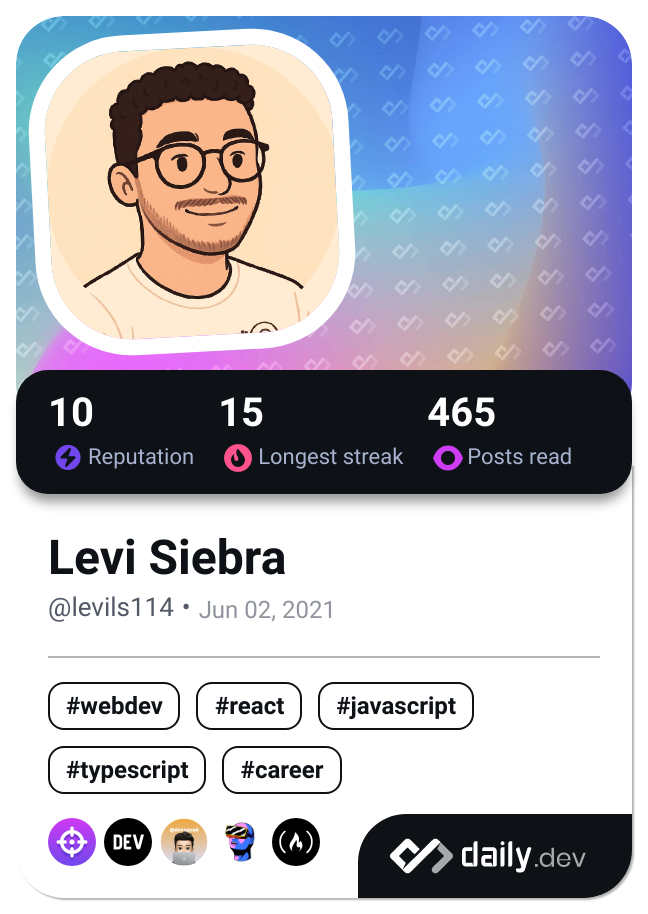 10 15 465
Reputation Longest streak Posts read
Levi Siebra
@levils114 • Jun 02, 2021
#webdev #react #javascript
#typescript #career
DEV
daily.dev